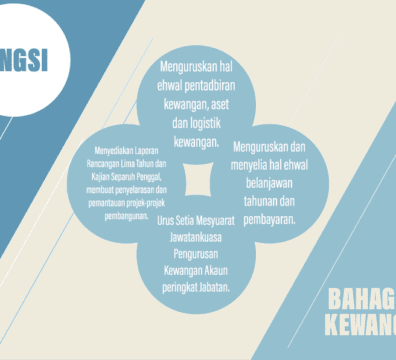 NGSI
Menguruskan hal
ehwal pentadbiran
kewangan, aset
dan logistik
kewangan.
Menyediakan Laporan
Rancangan Lima Tahun dan
Kajian Separuh Penggal,
membuat penyelarasan dan
pemantauan projek-projek
pembangunan.
Menguruskan dan
menyelia hal ehwal
belanjawan
tahunan dan
pembayaran.
Urus Setia Mesyuarat
Jawatankuasa
Pengurusan
Kewangan Akaun
peringkat Jabatan.
BAHAG
KEWANG